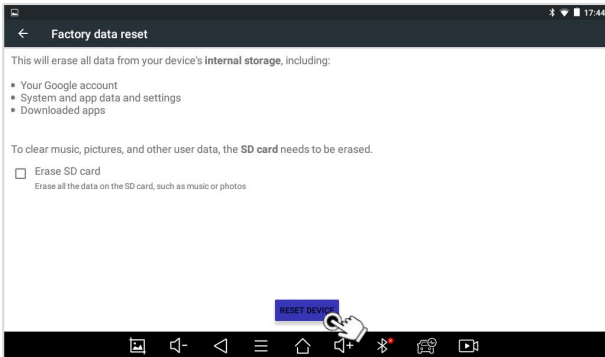 17:44
Factory data reset
This will erase all data from your device's internal storage, including:
• Your Google account
• System and app data and settings
• Downloaded apps
To clear music, pictures, and other user data, the SD card needs to be erased.
Erase SD card
Erase all the data on the SD card, such as music or photos
RESET DEVICE